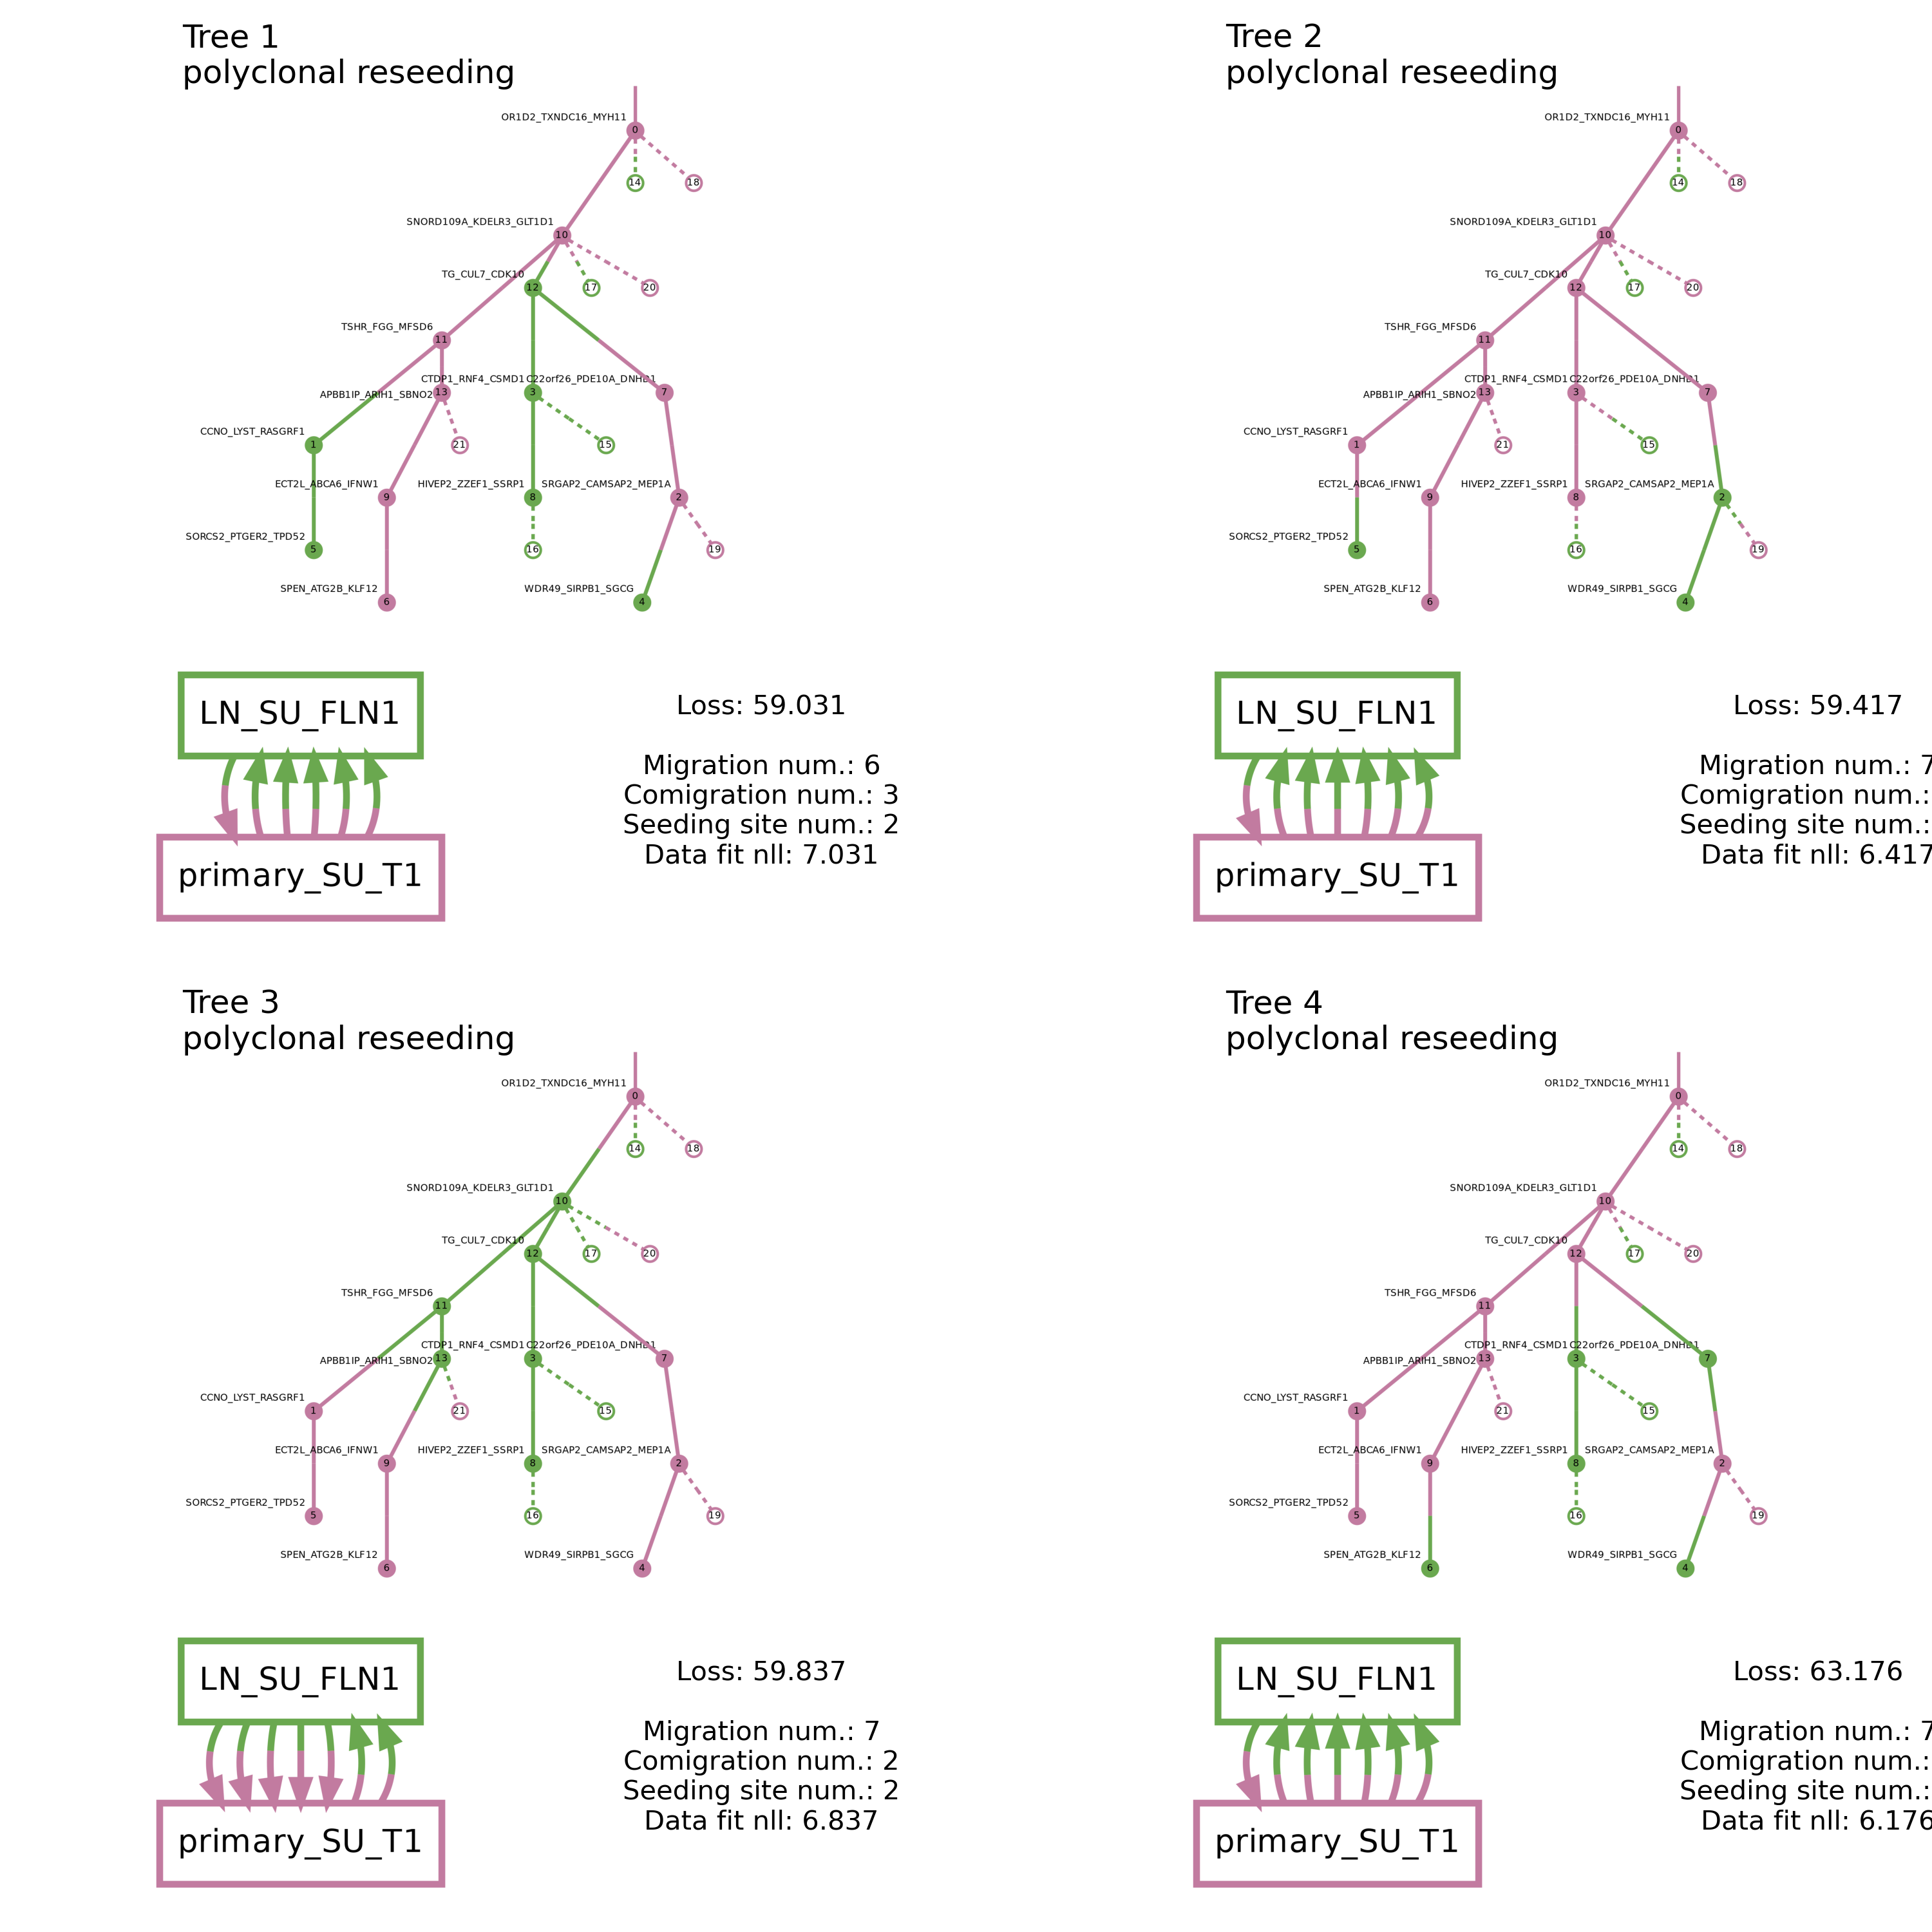 Tree 1
polyclonal reseeding
OR1D2_TXNDC16_MYH11
0
14
18
SNORD109A_KDELR3_GLT1D1
10
TG_CUL7_CDK10
12
17
20
TSHR_FGG_MFSD6
11
CTDP1_RNF4_CSMD1
C22orf26_PDE10A_DNHD1
APBB1IP_ARIH1_SBNO2
13
3
7
CCNO_LYST_RASGRF1
1
21
15
ECT2L_ABCA6_IFNW1
9
HIVEP2_ZZEF1_SSRP1
8
SRGAP2_CAMSAP2_MEP1A
2
SORCS2_PTGER2_TPD52
5
16
19
SPEN_ATG2B_KLF12
6
WDR49_SIRPB1_SGCG
4
LN_SU_FLN1
primary_SU_T1
Loss: 59.031
Migration num.: 6
Comigration num.: 3
Seeding site num.: 2
Data fit nll: 7.031
Tree 2
polyclonal reseeding
OR1D2_TXNDC16_MYH11
0
14
18
SNORD109A_KDELR3_GLT1D1
10
TG_CUL7_CDK10
12
17
20
TSHR_FGG_MFSD6
11
CTDP1_RNF4_CSMD1
C22orf26_PDE10A_DNHD1
APBB1IP_ARIH1_SBNO2
13
3
7
CCNO_LYST_RASGRF1
1
21
15
ECT2L_ABCA6_IFNW1
9
HIVEP2_ZZEF1_SSRP1
8
SRGAP2_CAMSAP2_MEP1A
2
SORCS2_PTGER2_TPD52
5
16
19
SPEN_ATG2B_KLF12
6
WDR49_SIRPB1_SGCG
4
LN_SU_FLN1
primary_SU_T1
Loss: 59.417
Migration num.: 7
Comigration num.:
Seeding site num.:
Data fit nll: 6.417
Tree 3
polyclonal reseeding
OR1D2_TXNDC16_MYH11
0
14
18
SNORD109A_KDELR3_GLT1D1
10
TG_CUL7_CDK10
12
17
20
TSHR_FGG_MFSD6
11
CTDP1_RNF4_CSMD1
C22orf26_PDE10A_DNHD1
APBB1IP_ARIH1_SBNO2
13
3
7
CCNO_LYST_RASGRF1
1
21
15
ECT2L_ABCA6_IFNW1
9
HIVEP2_ZZEF1_SSRP1
8
SRGAP2_CAMSAP2_MEP1A
2
SORCS2_PTGER2_TPD52
5
16
19
SPEN_ATG2B_KLF12
6
WDR49_SIRPB1_SGCG
4
LN_SU_FLN1
primary_SU_T1
Loss: 59.837
Migration num.: 7
Comigration num.: 2
Seeding site num.: 2
Data fit nll: 6.837
Tree 4
polyclonal reseeding
OR1D2_TXNDC16_MYH11
0
14
18
SNORD109A_KDELR3_GLT1D1
10
TG_CUL7_CDK10
12
17
20
TSHR_FGG_MFSD6
11
CTDP1_RNF4_CSMD1
C22orf26_PDE10A_DNHD1
APBB1IP_ARIH1_SBNO2
13
3
7
CCNO_LYST_RASGRF1
1
21
15
ECT2L_ABCA6_IFNW1
9
HIVEP2_ZZEF1_SSRP1
8
SRGAP2_CAMSAP2_MEP1A
2
SORCS2_PTGER2_TPD52
5
16
19
SPEN_ATG2B_KLF12
6
WDR49_SIRPB1_SGCG
4
LN_SU_FLN1
primary_SU_T1
Loss: 63.176
Migration num.: 7
Comigration num.:
Seeding site num.:
Data fit nll: 6.176